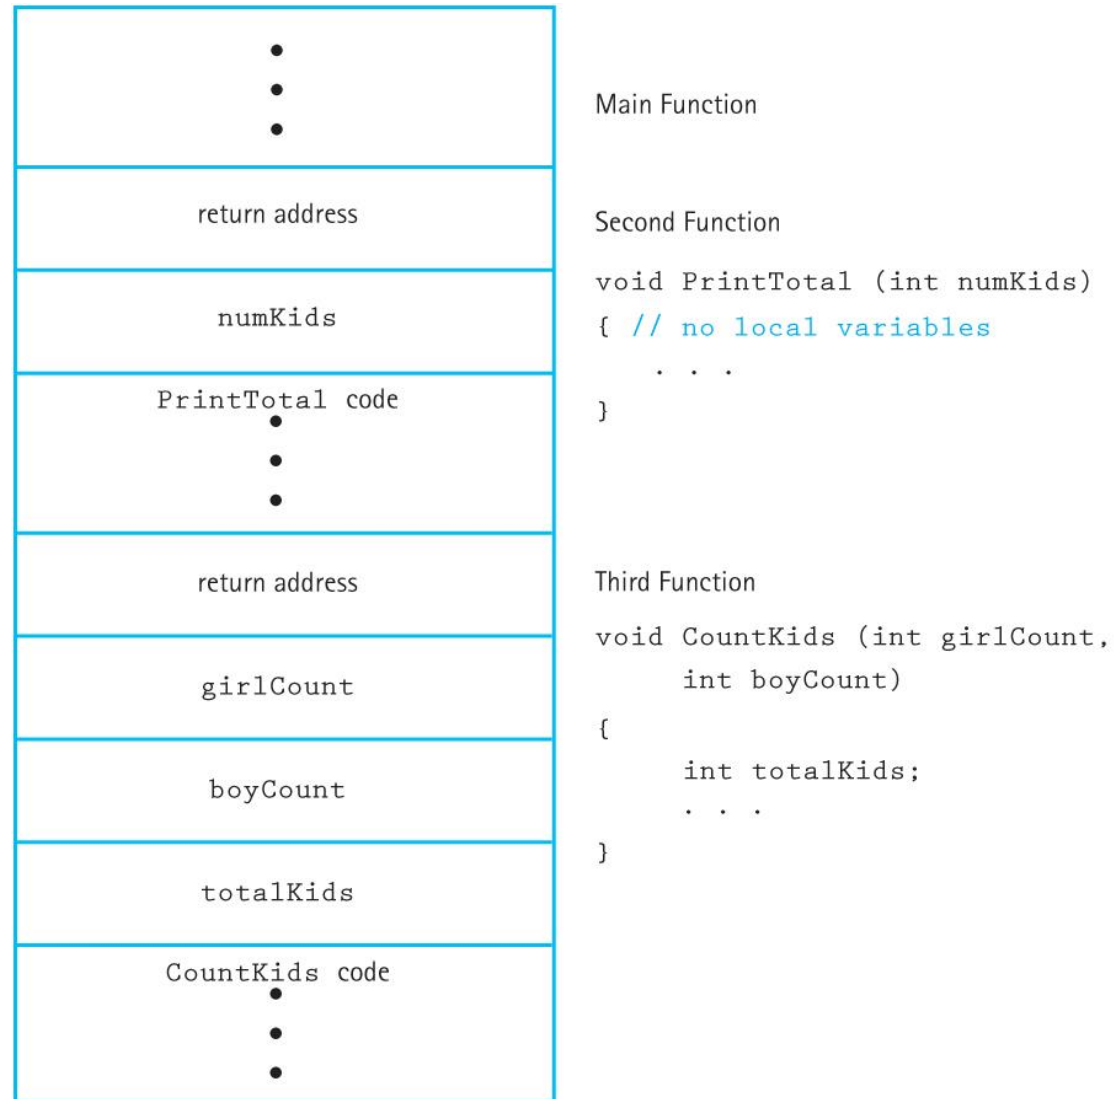 Main Function
return address
Second Function
void PrintTotal (int numKids)
numKids
{ // no local variables
. . .
PrintTotal code
}
return address
Third Function
void CountKids (int girlCount,
int boyCount)
girlCount
{
int totalKids;
boyCount
. . .
}
totalKids
CountKids code